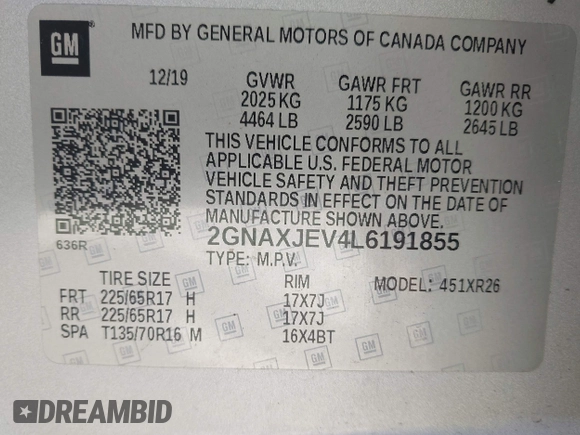 GM
MFD BY GENERAL MOTORS OF CANADA COMPANY
12/19 GVWR GAWR FRT GAWR RR
2025 KG 1175 KG 1200 KG
4464 LB 2590 LB 2645 LB
THIS VEHICLE CONFORMS TO ALL
APPLICABLE U.S. FEDERAL MOTOR
VEHICLE SAFETY AND THEFT PREVENTION
STANDARDS IN EFFECT ON THE DATE OF
MANUFACTURE SHOWN ABOVE.
636R
2GNAXJEV4L6191855
TYPE: M.P.V. MODEL: 451XR26
TIRE SIZE RIM
FRT 225/65R17 H 17X7J
RR 225/65R17 H 17X7J
SPA T135/70R16 M 16X4BT
DREAMBID